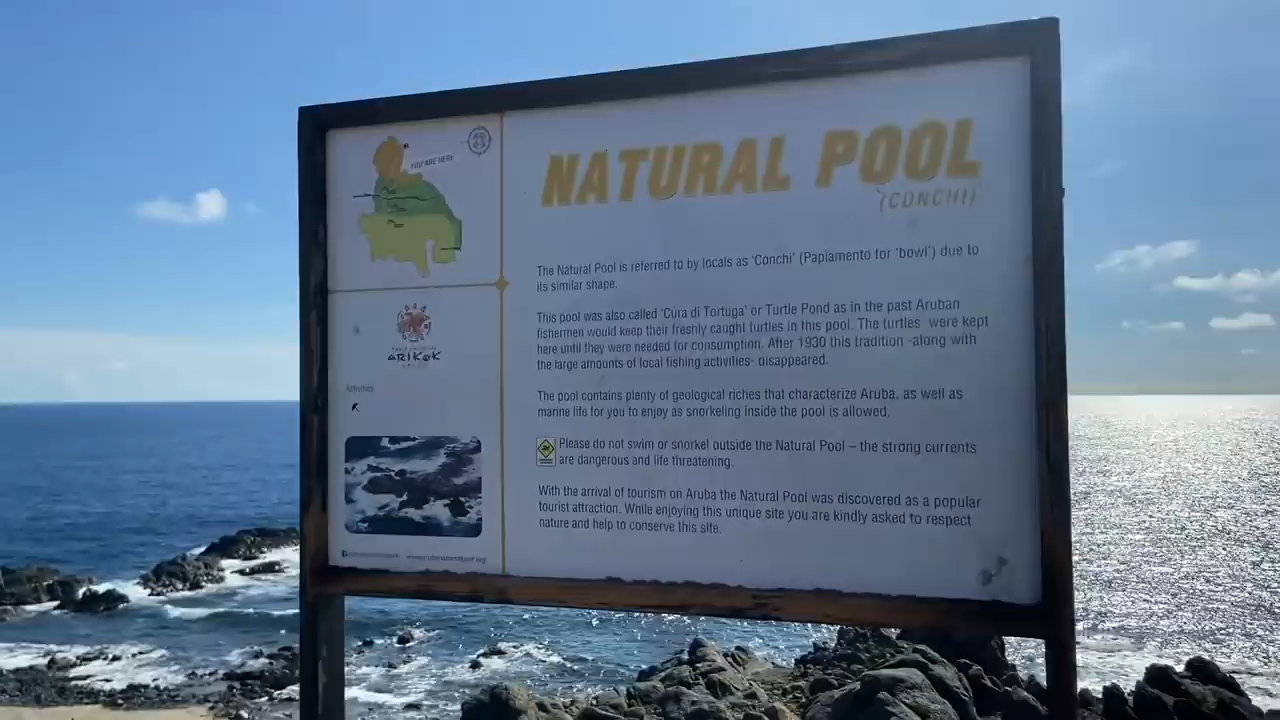 YOU ARE HERE
NATURAL POOL
(CONCHI)
The Natural Pool is referred to by locals as 'Conchi' (Papiamento for 'bowl') due to
its similar shape.
This pool was also called 'Cúra di Tortuga' or Turtle Pond as in the past Aruban
fishermen would keep their freshly caught turtles in this pool. The turtles were kept
here until they were needed for consumption. After 1930 this tradition -along with
the large amounts of local fishing activities- disappeared.
The pool contains plenty of geological riches that characterize Aruba, as well as
marine life for you to enjoy as snorkeling inside the pool is allowed.
Please do not swim or snorkel outside the Natural Pool – the strong currents
are dangerous and life threatening.
With the arrival of tourism on Aruba the Natural Pool was discovered as a popular
tourist attraction. While enjoying this unique site you are kindly asked to respect
nature and help to conserve this site.
ARIKOK
Activities